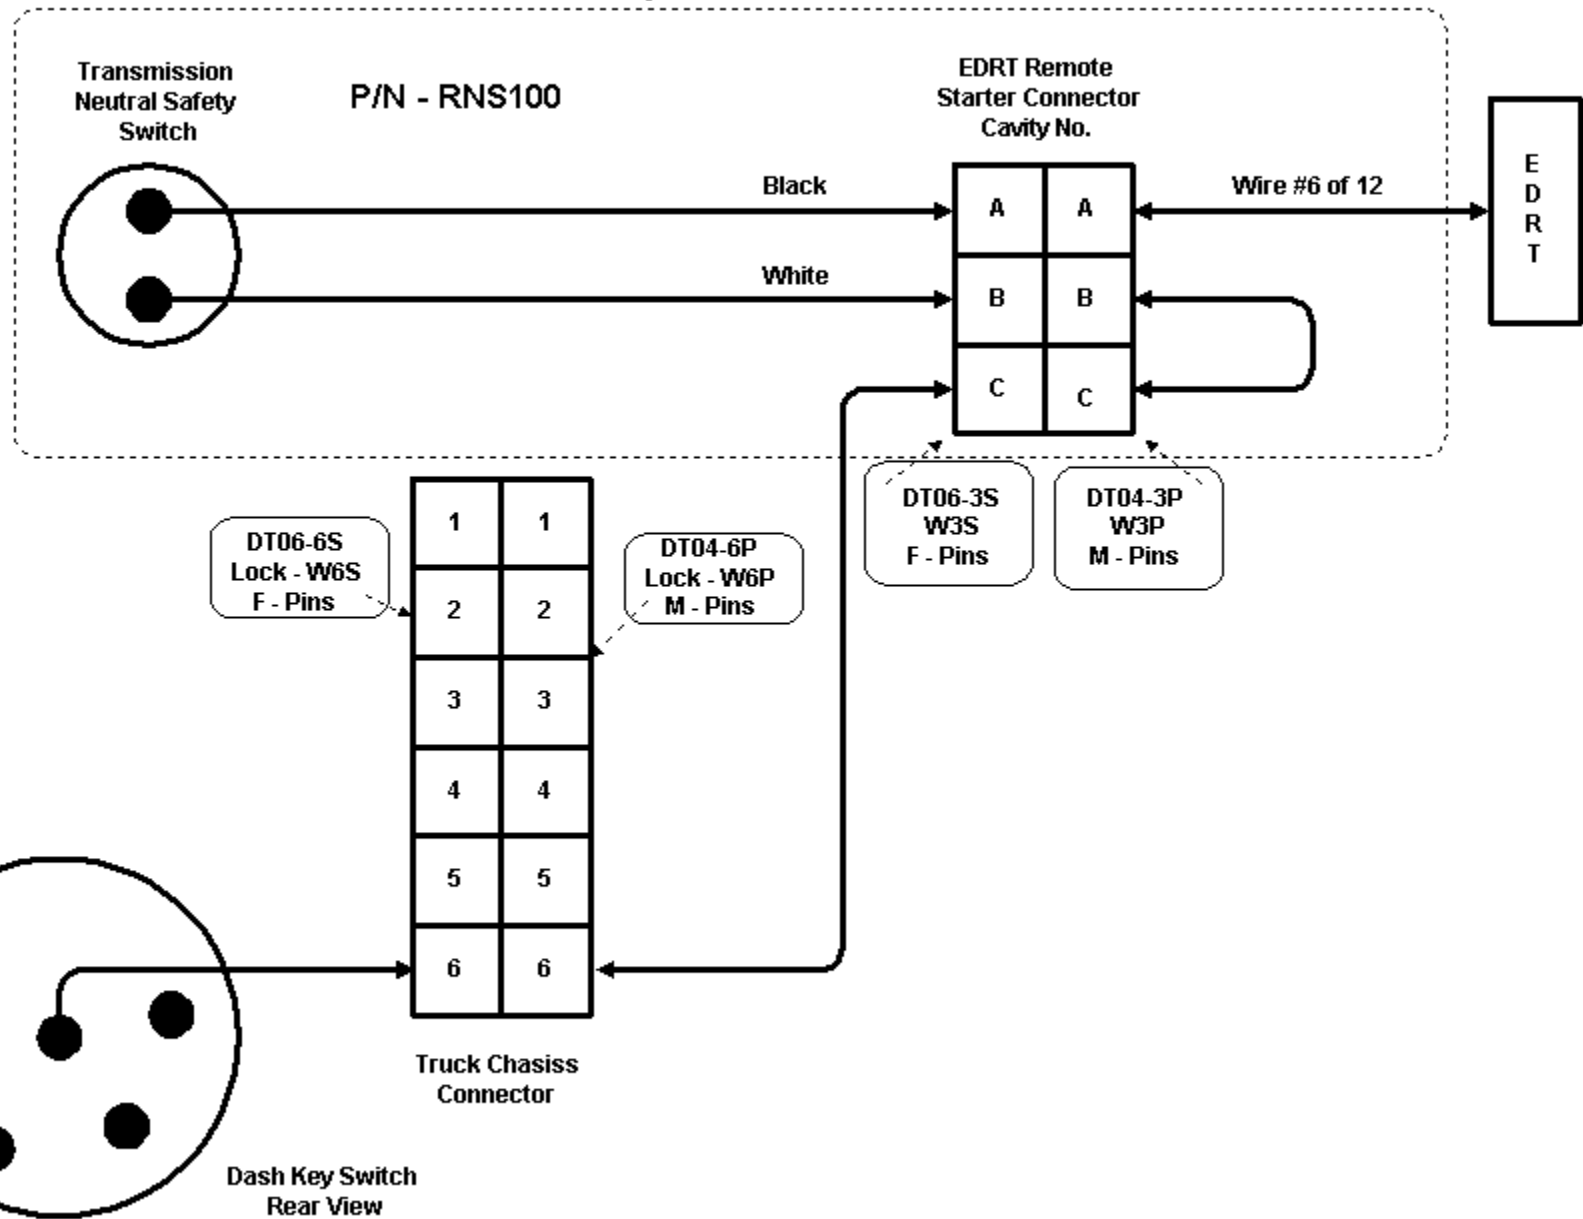 Transmission
Neutral Safety
Switch
P/N - RNS100
EDRT Remote
Starter Connector
Cavity No.
Black
A A
Wire #6 of 12
E
D
R
T
White
B B
C C
DT06-3S
W3S
F - Pins
DT04-3P
W3P
M - Pins
DT06-6S
Lock - W6S
F - Pins
DT04-6P
Lock - W6P
M - Pins
1 1
2 2
3 3
4 4
5 5
6 6
Truck Chasiss
Connector
Dash Key Switch
Rear View